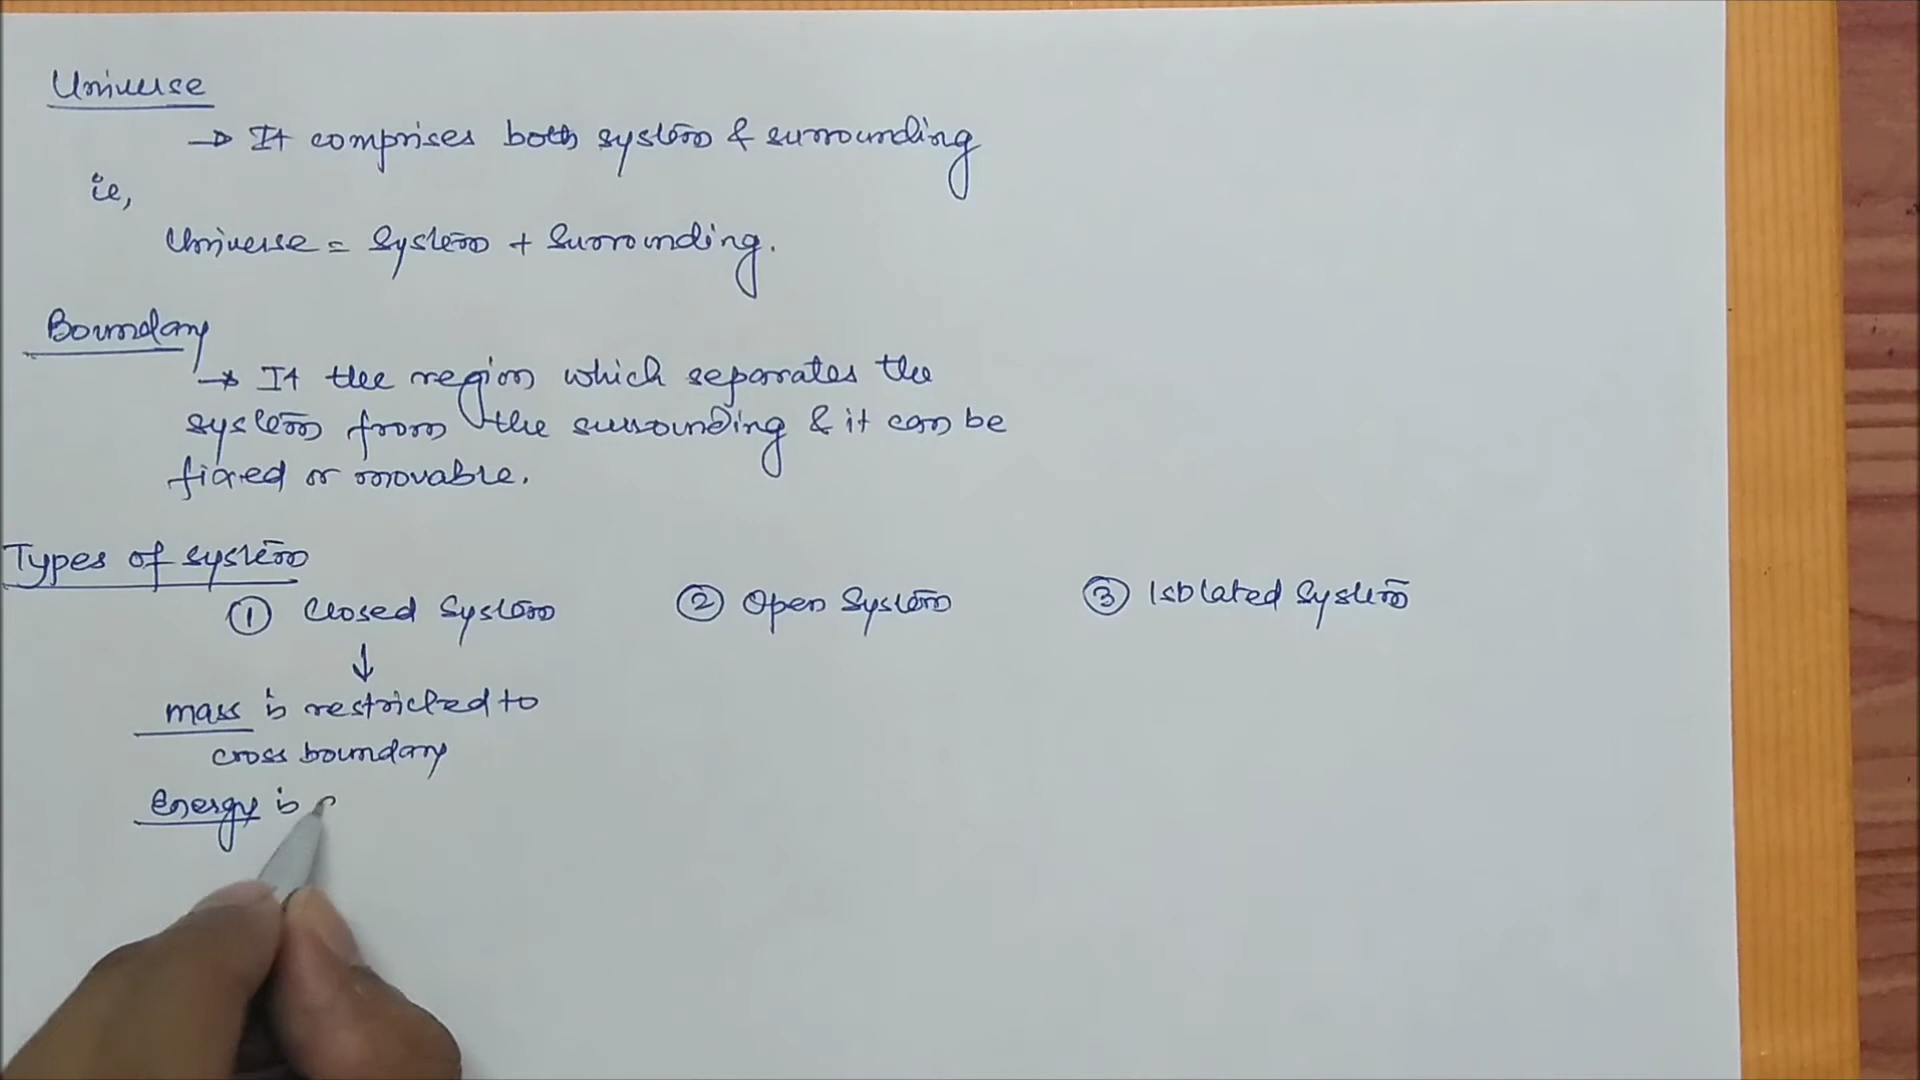 Universe
→ It comprises both system & surrounding
ie,
Universe = System + Surrounding.
Boundary
→ It the region which separates the
system from the surrounding & it can be
fixed or movable.
Types of system
① Closed System ② Open System ③ Isolated System
↓
mass is restricted to
cross boundary
Energy is